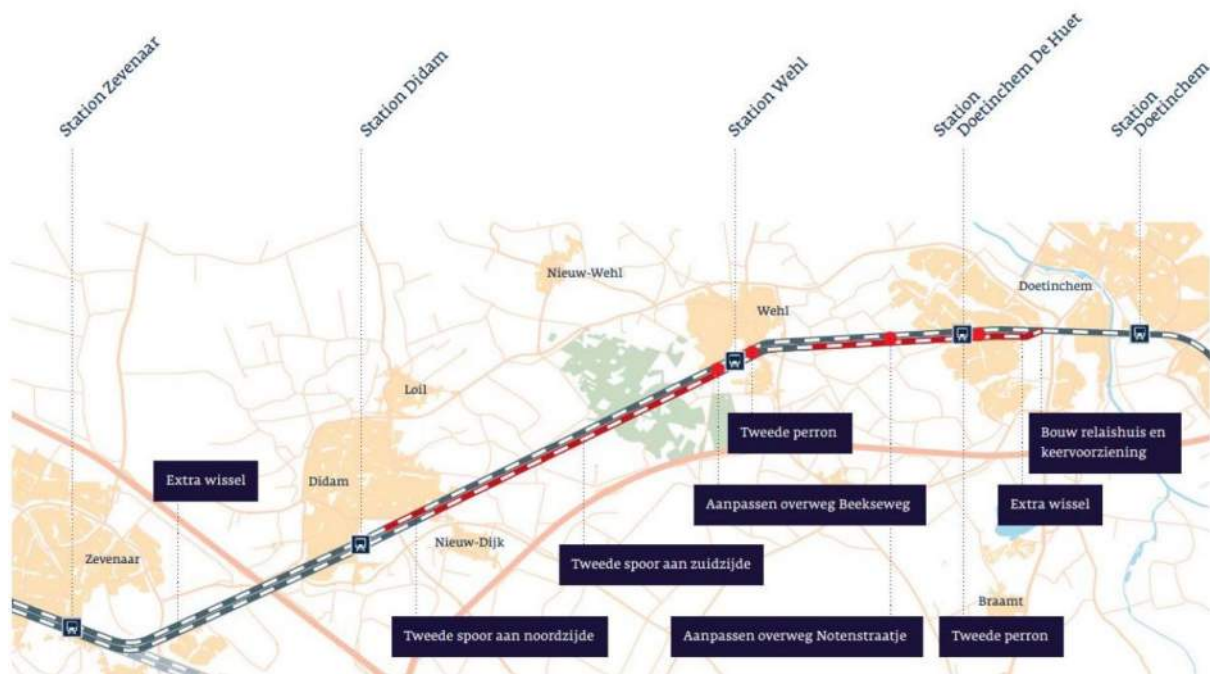 Station Zevenaar
Station Didam
Station Wehl
Station
Doetinchem De Huet
Station
Doetinchem
Nieuw-Wehl
Wehl
Doetinchem
Loil
Didam
Nieuw-Dijk
Zevenaar
Braamt
Extra wissel
Tweede perron
Bouw relaishuis en
keervoorziening
Aanpassen overweg Beekseweg
Extra wissel
Tweede spoor aan zuidzijde
Tweede spoor aan noordzijde
Aanpassen overweg Notenstraatje
Tweede perron